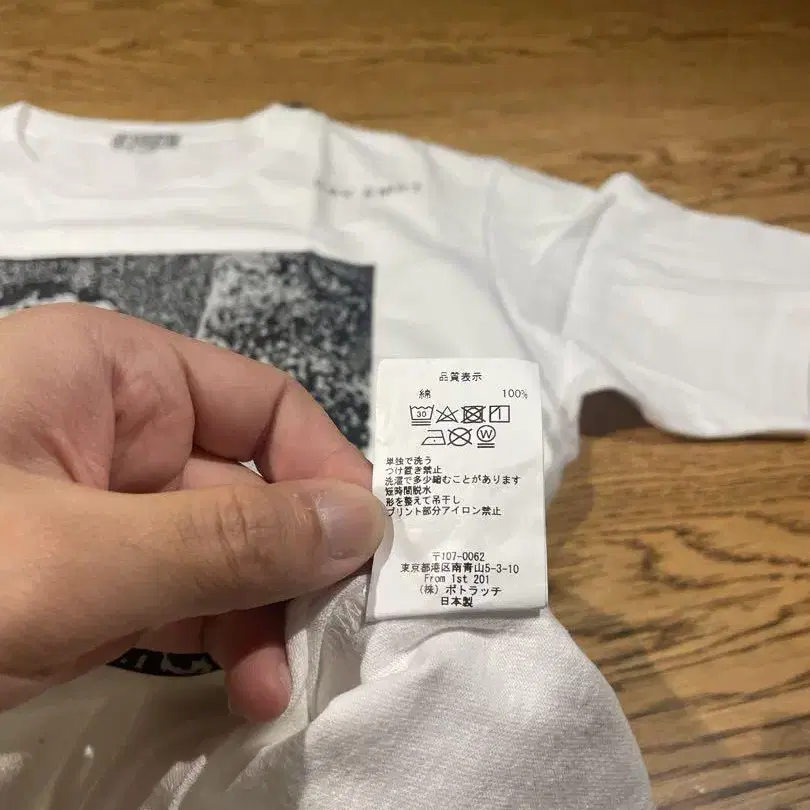 品質表示
綿 100%
30
W
単独で洗う
つけ置き禁止
洗濯で多少縮むことがあります
短時間脱水
形を整えて吊干し
プリント部分アイロン禁止
〒107-0062
東京都港区南青山5-3-10
From 1st 201
(株) ポトラッチ
日本製